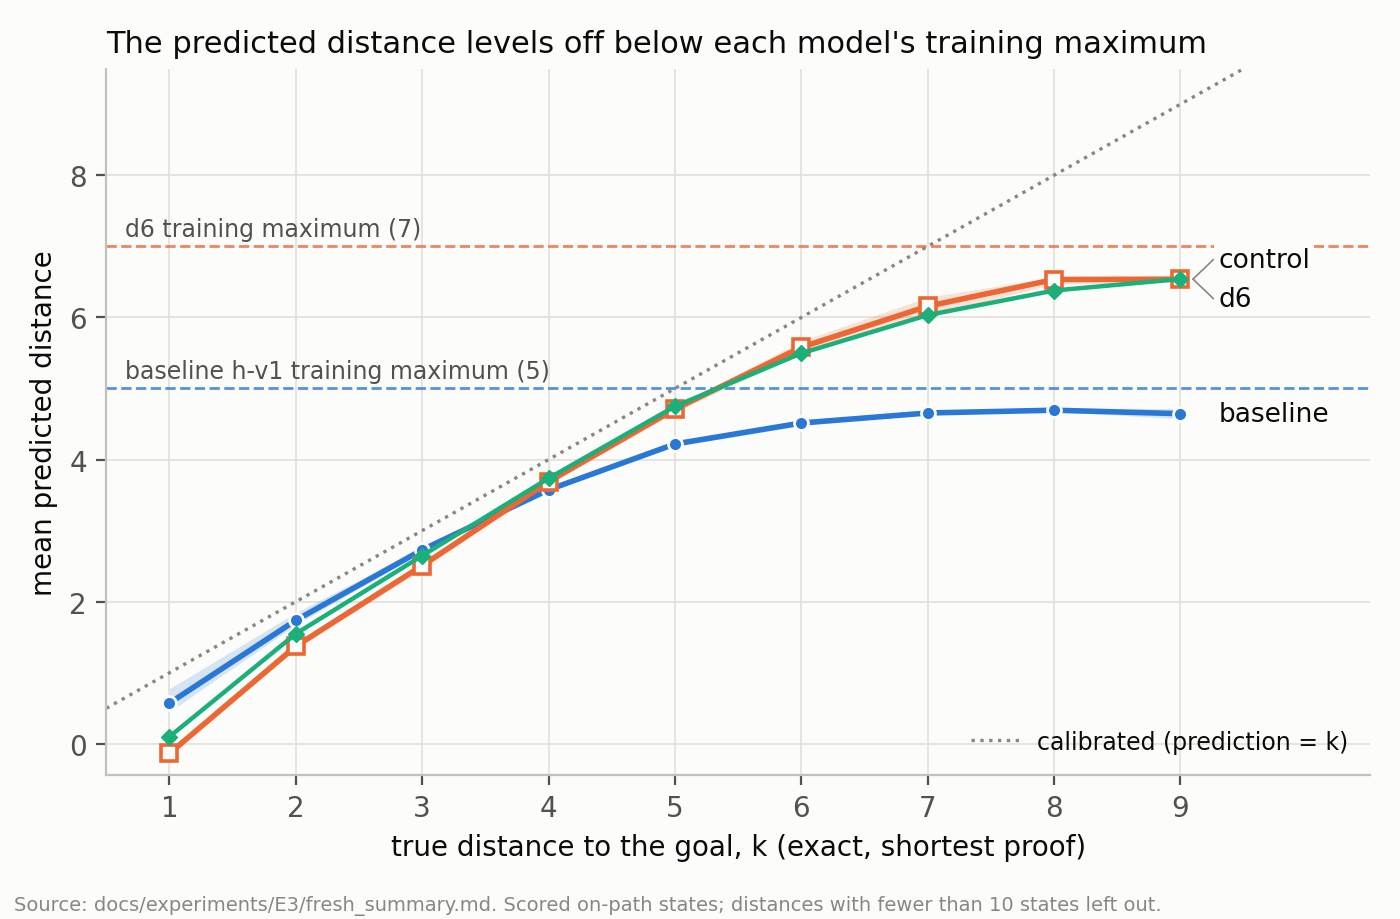 The predicted distance levels off below each model's training maximum
mean predicted distance
8
6
4
2
0
d6 training maximum (7)
baseline h-v1 training maximum (5)
control
d6
baseline
calibrated (prediction = k)
1 2 3 4 5 6 7 8 9
true distance to the goal, k (exact, shortest proof)
Source: docs/experiments/E3/fresh_summary.md. Scored on-path states; distances with fewer than 10 states left out.